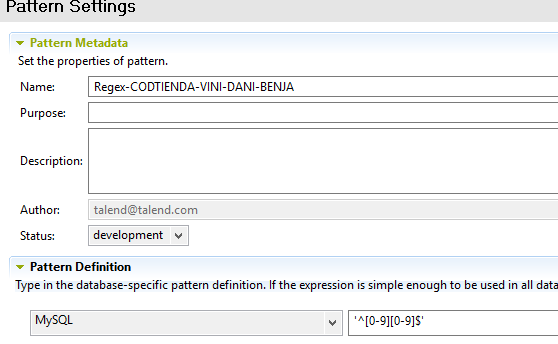 Pattern Settings
Pattern Metadata
Set the properties of pattern.
Name: Regex-CODTIENDA-VINI-DANI-BENJA
Purpose:
Description:
Author: talend@talend.com
Status: development
Pattern Definition
Type in the database-specific pattern definition. If the expression is simple enough to be used in all data
MySQL '^[0-9][0-9]$'